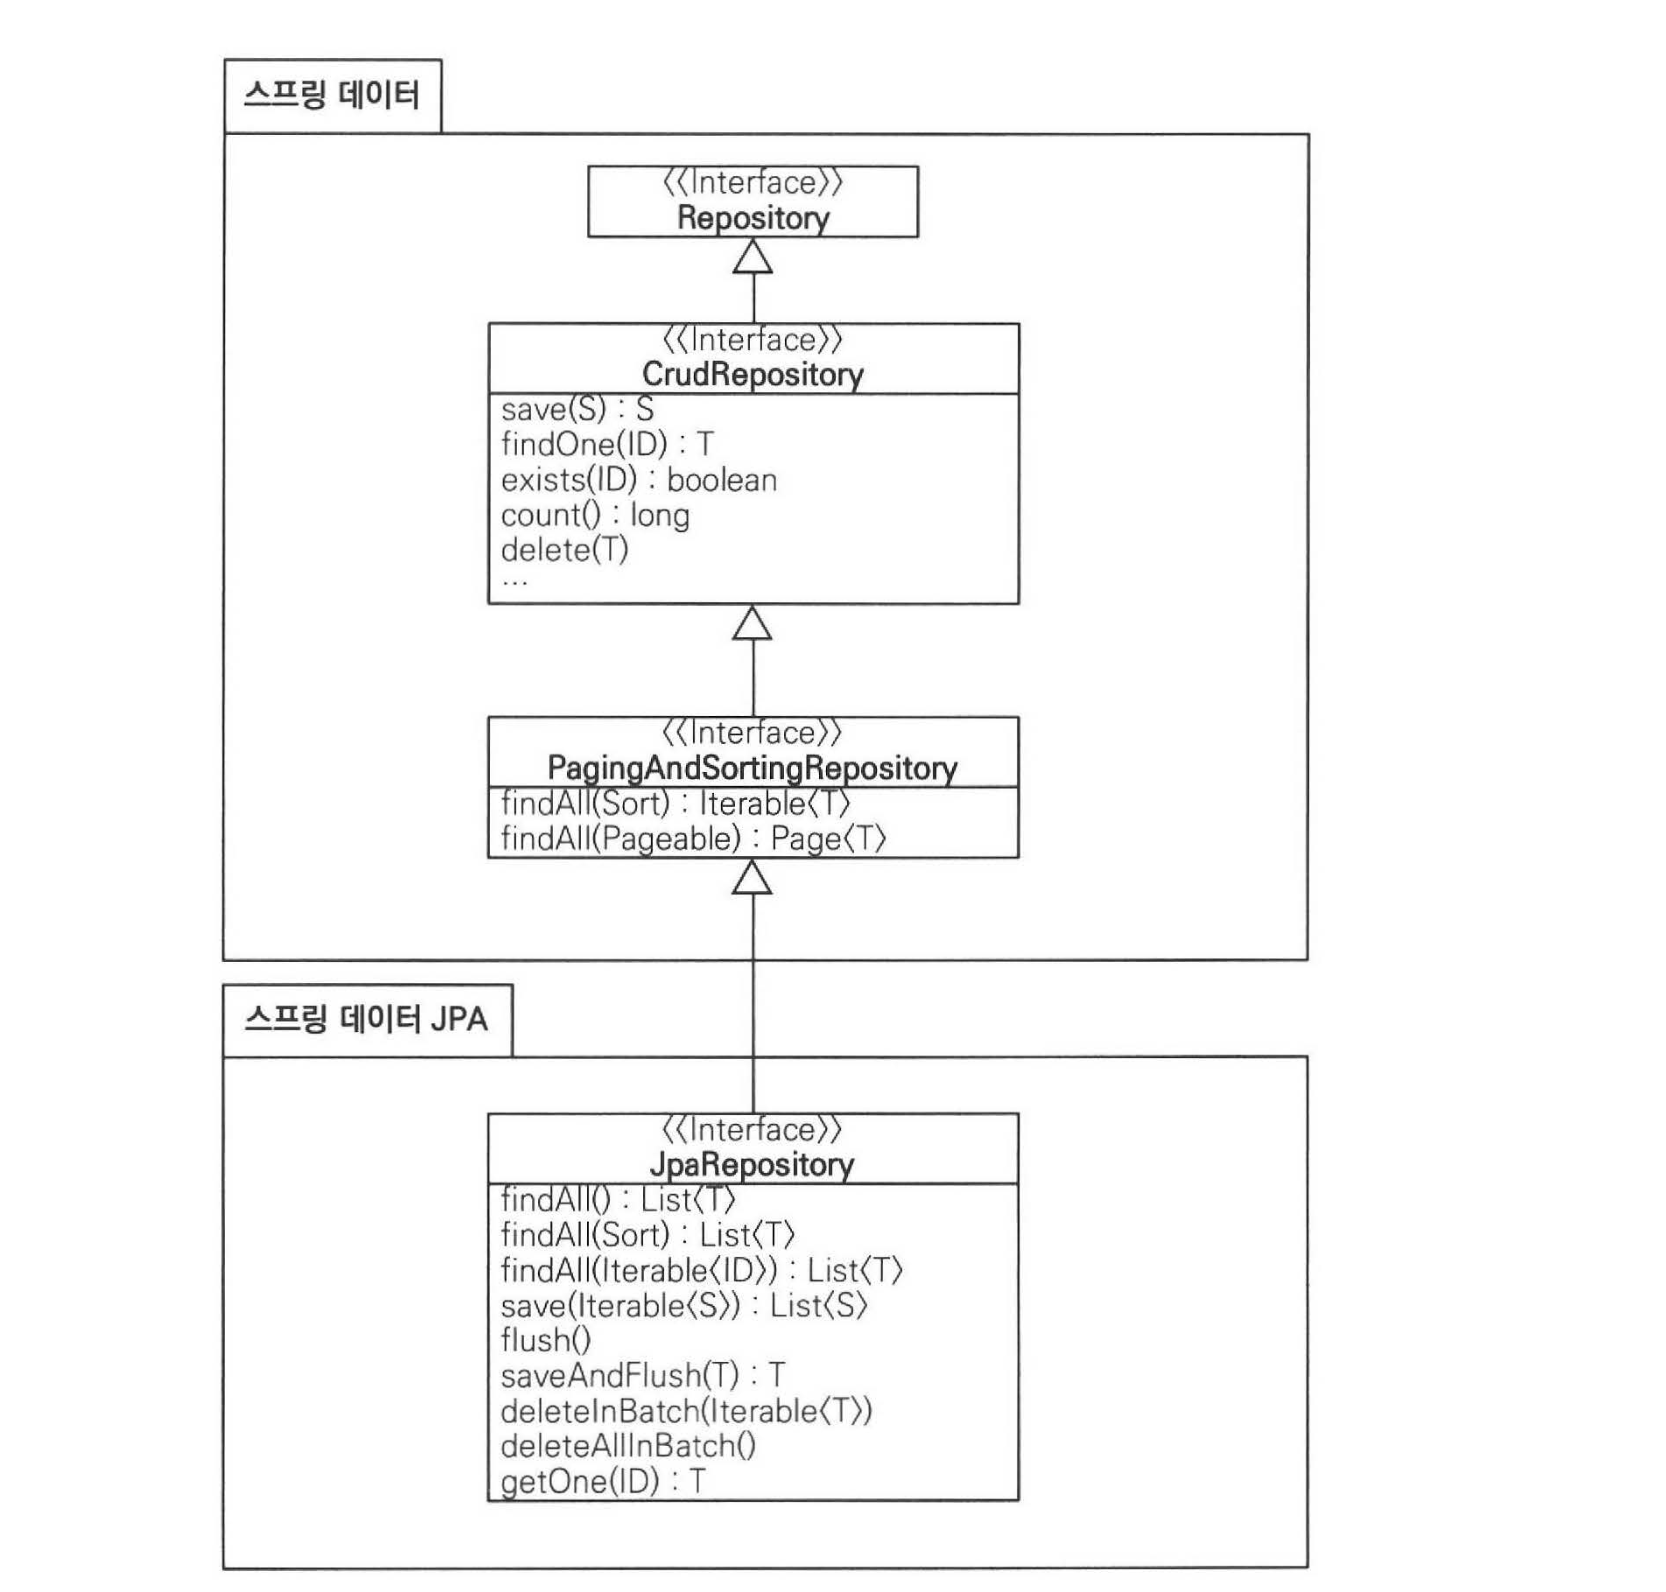 스프링 데이터
《Interface》
Repository
《Interface》
CrudRepository
save(S) : S
findOne(ID) : T
exists(ID) : boolean
count() : long
delete(T)
...
《Interface》
PagingAndSortingRepository
findAll(Sort) : Iterable〈T〉
findAll(Pageable) : Page〈T〉
스프링 데이터 JPA
《Interface》
JpaRepository
findAll() : List〈T〉
findAll(Sort) : List〈T〉
findAll(Iterable〈ID〉) : List〈T〉
save(Iterable〈S〉) : List〈S〉
flush()
saveAndFlush(T) : T
deleteInBatch(Iterable〈T〉)
deleteAllInBatch()
getOne(ID) : T